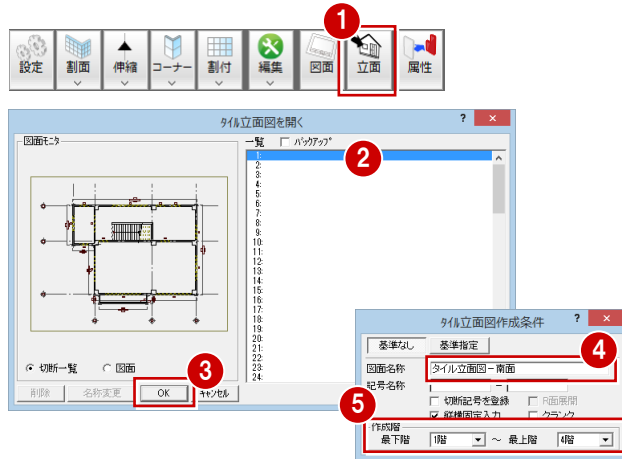 1
設定 割面 伸縮 コーナー 割付 編集 図面 立面 属性
タイル立面図を開く ? ×
図面モニタ
一覧 バックアップ
2
1:
2:
3:
4:
5:
6:
7:
8:
9:
10:
11:
12:
13:
14:
15:
16:
17:
18:
19:
20:
21:
22:
23:
24:
切断一覧 図面
3
削除 名称変更 OK キャンセル
タイル立面図作成条件 ? ×
基準なし 基準指定
4
図面名称 タイル立面図－南面
記号名称 －
5
切断記号を登録 R面展開
縦横固定入力 クランク
作成階
最下階 1階 ～ 最上階 4階